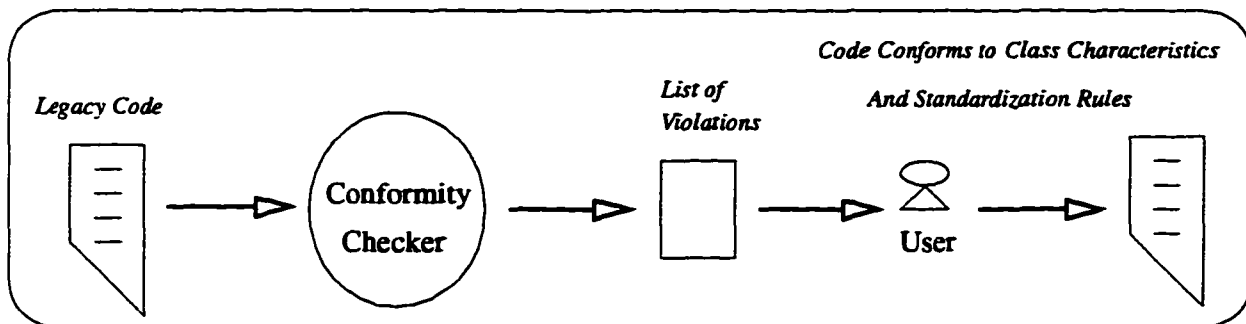 Legacy Code
Conformity
Checker
List of
Violations
User
Code Conforms to Class Characteristics
And Standardization Rules